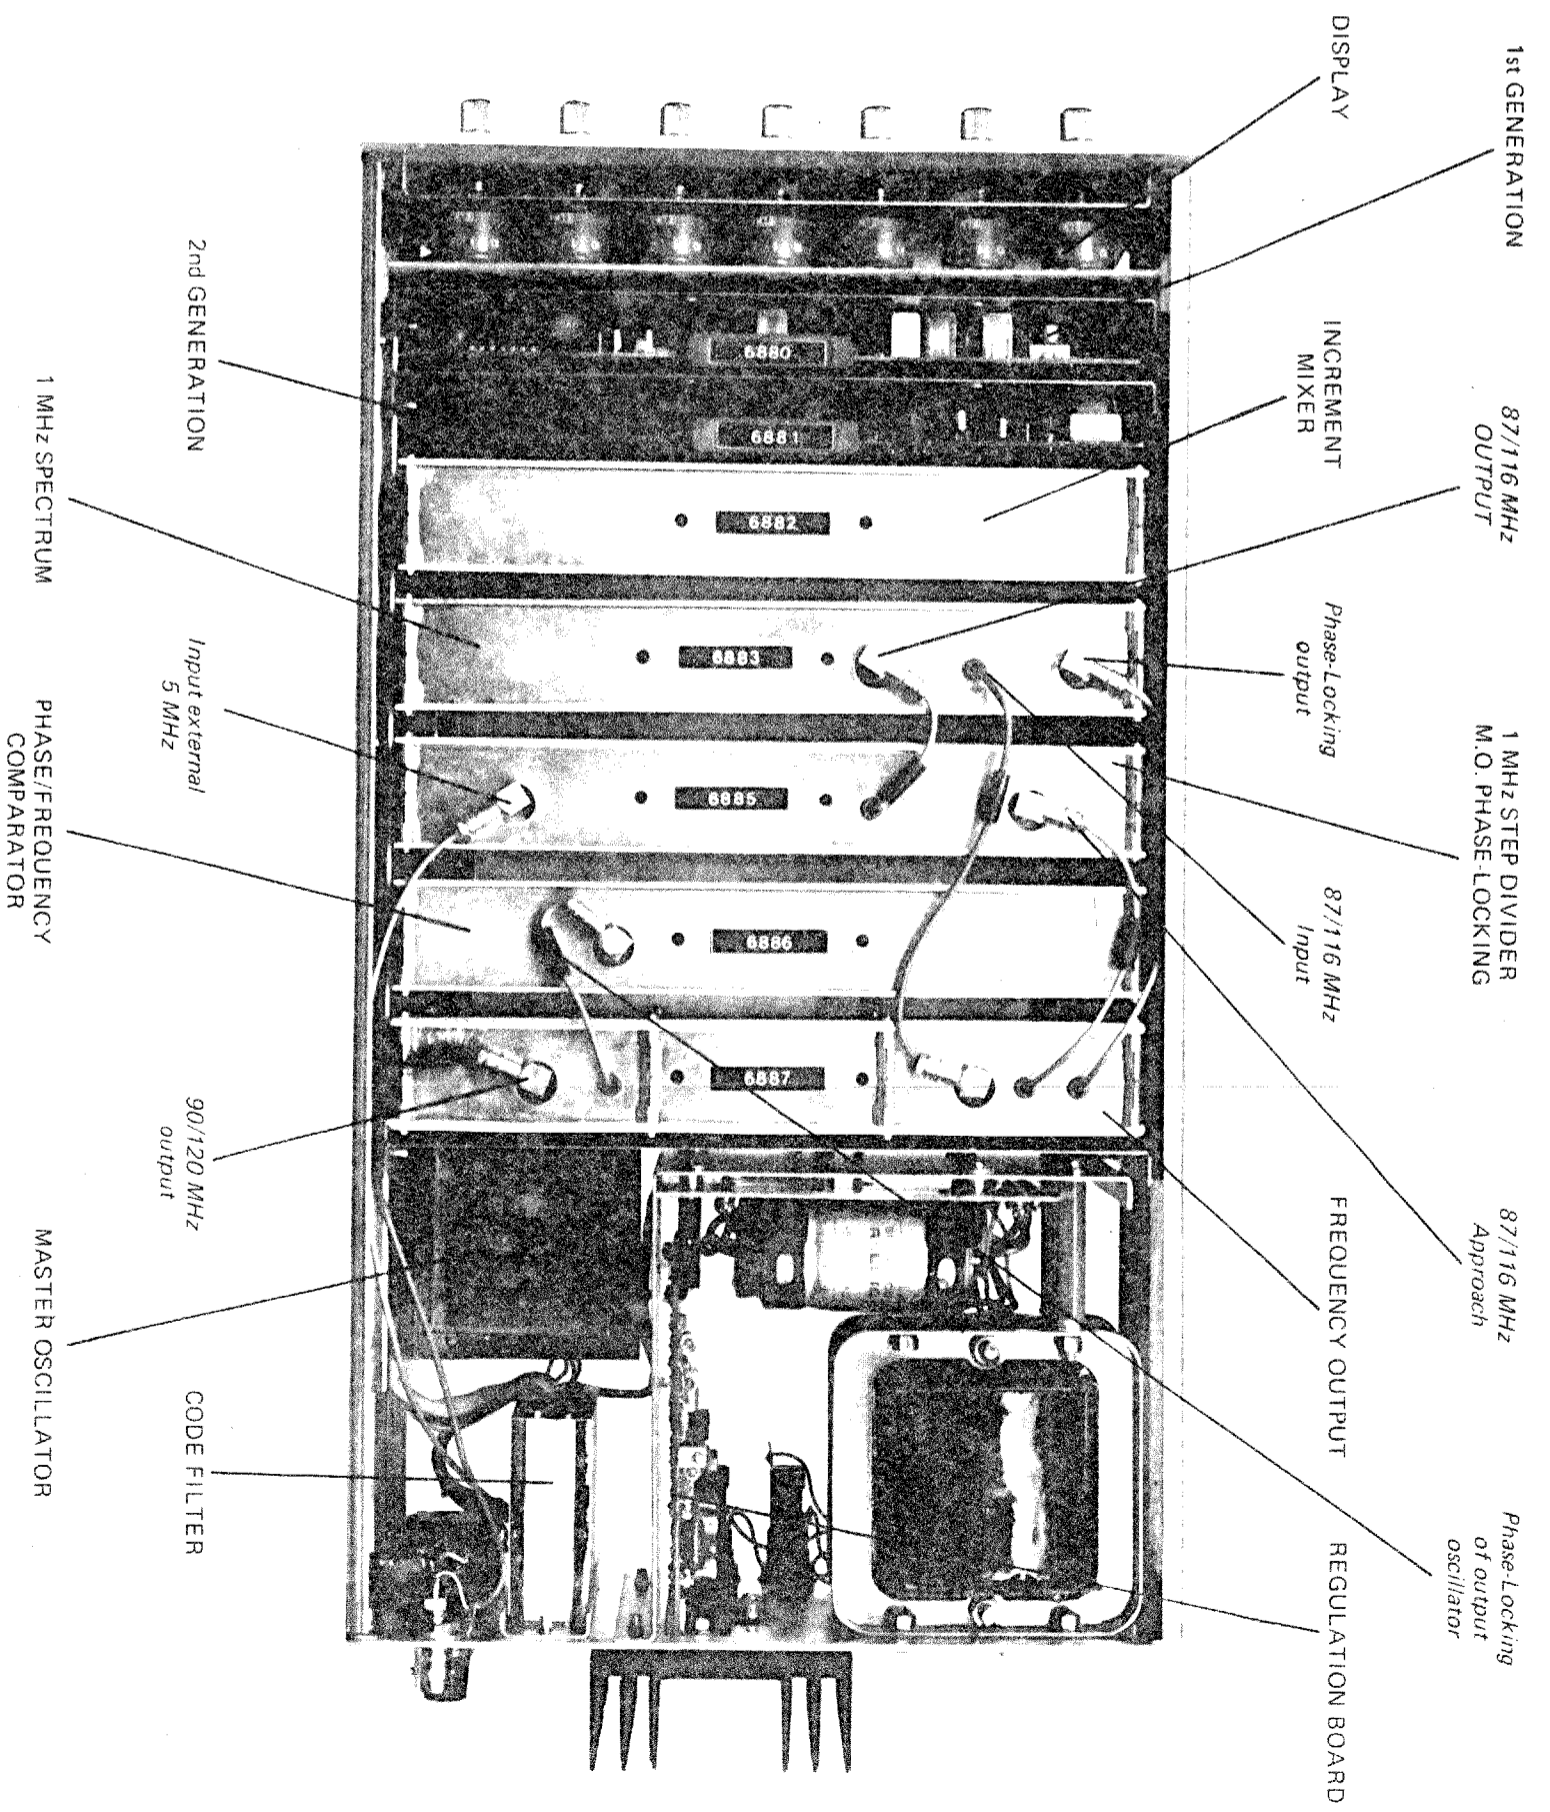 1st GENERATION
DISPLAY
87/116 MHz
OUTPUT
INCREMENT
MIXER
Phase-Locking
output
1 MHz STEP DIVIDER
M.O. PHASE-LOCKING
87/116 MHz
Input
87/116 MHz
Approach
FREQUENCY OUTPUT
Phase-Locking
of output
oscillator
REGULATION BOARD
6880
6881
6882
6883
6885
6886
6887
2nd GENERATION
1 MHz SPECTRUM
Input external
5 MHz
PHASE/FREQUENCY
COMPARATOR
90/120 MHz
output
MASTER OSCILLATOR
CODE FILTER